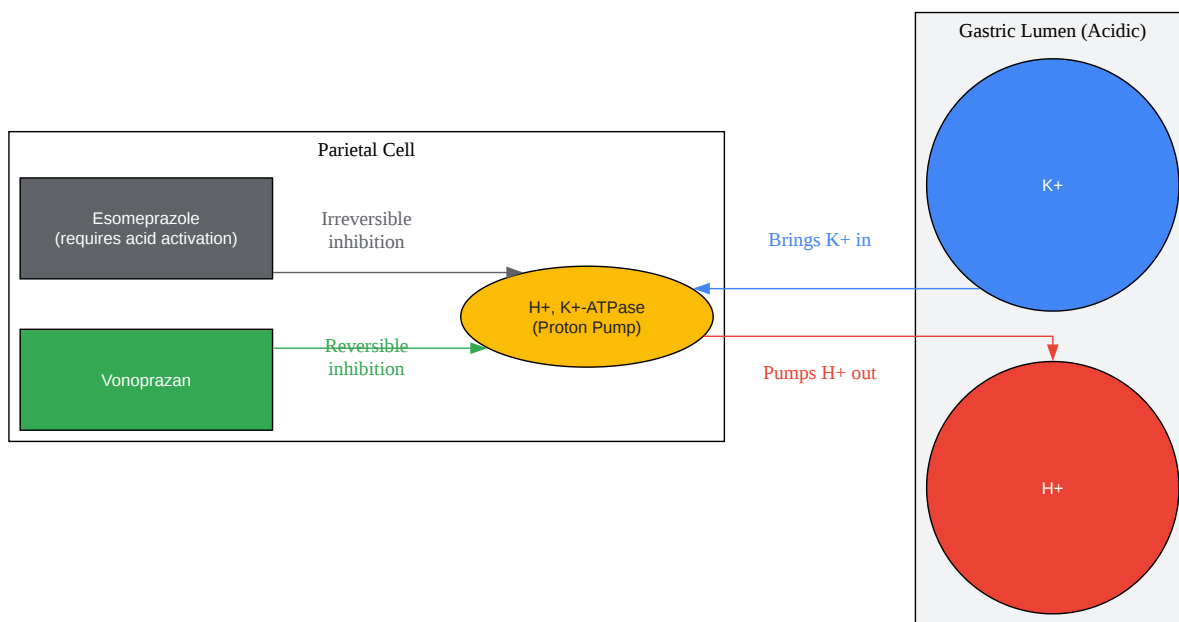 Gastric Lumen (Acidic)
K+
Parietal Cell
Esomeprazole
(requires acid activation)
Irreversible
inhibition
Brings K+ in
H+, K+-ATPase
(Proton Pump)
Vonoprazan
Reversible
inhibition
Pumps H+ out
H+